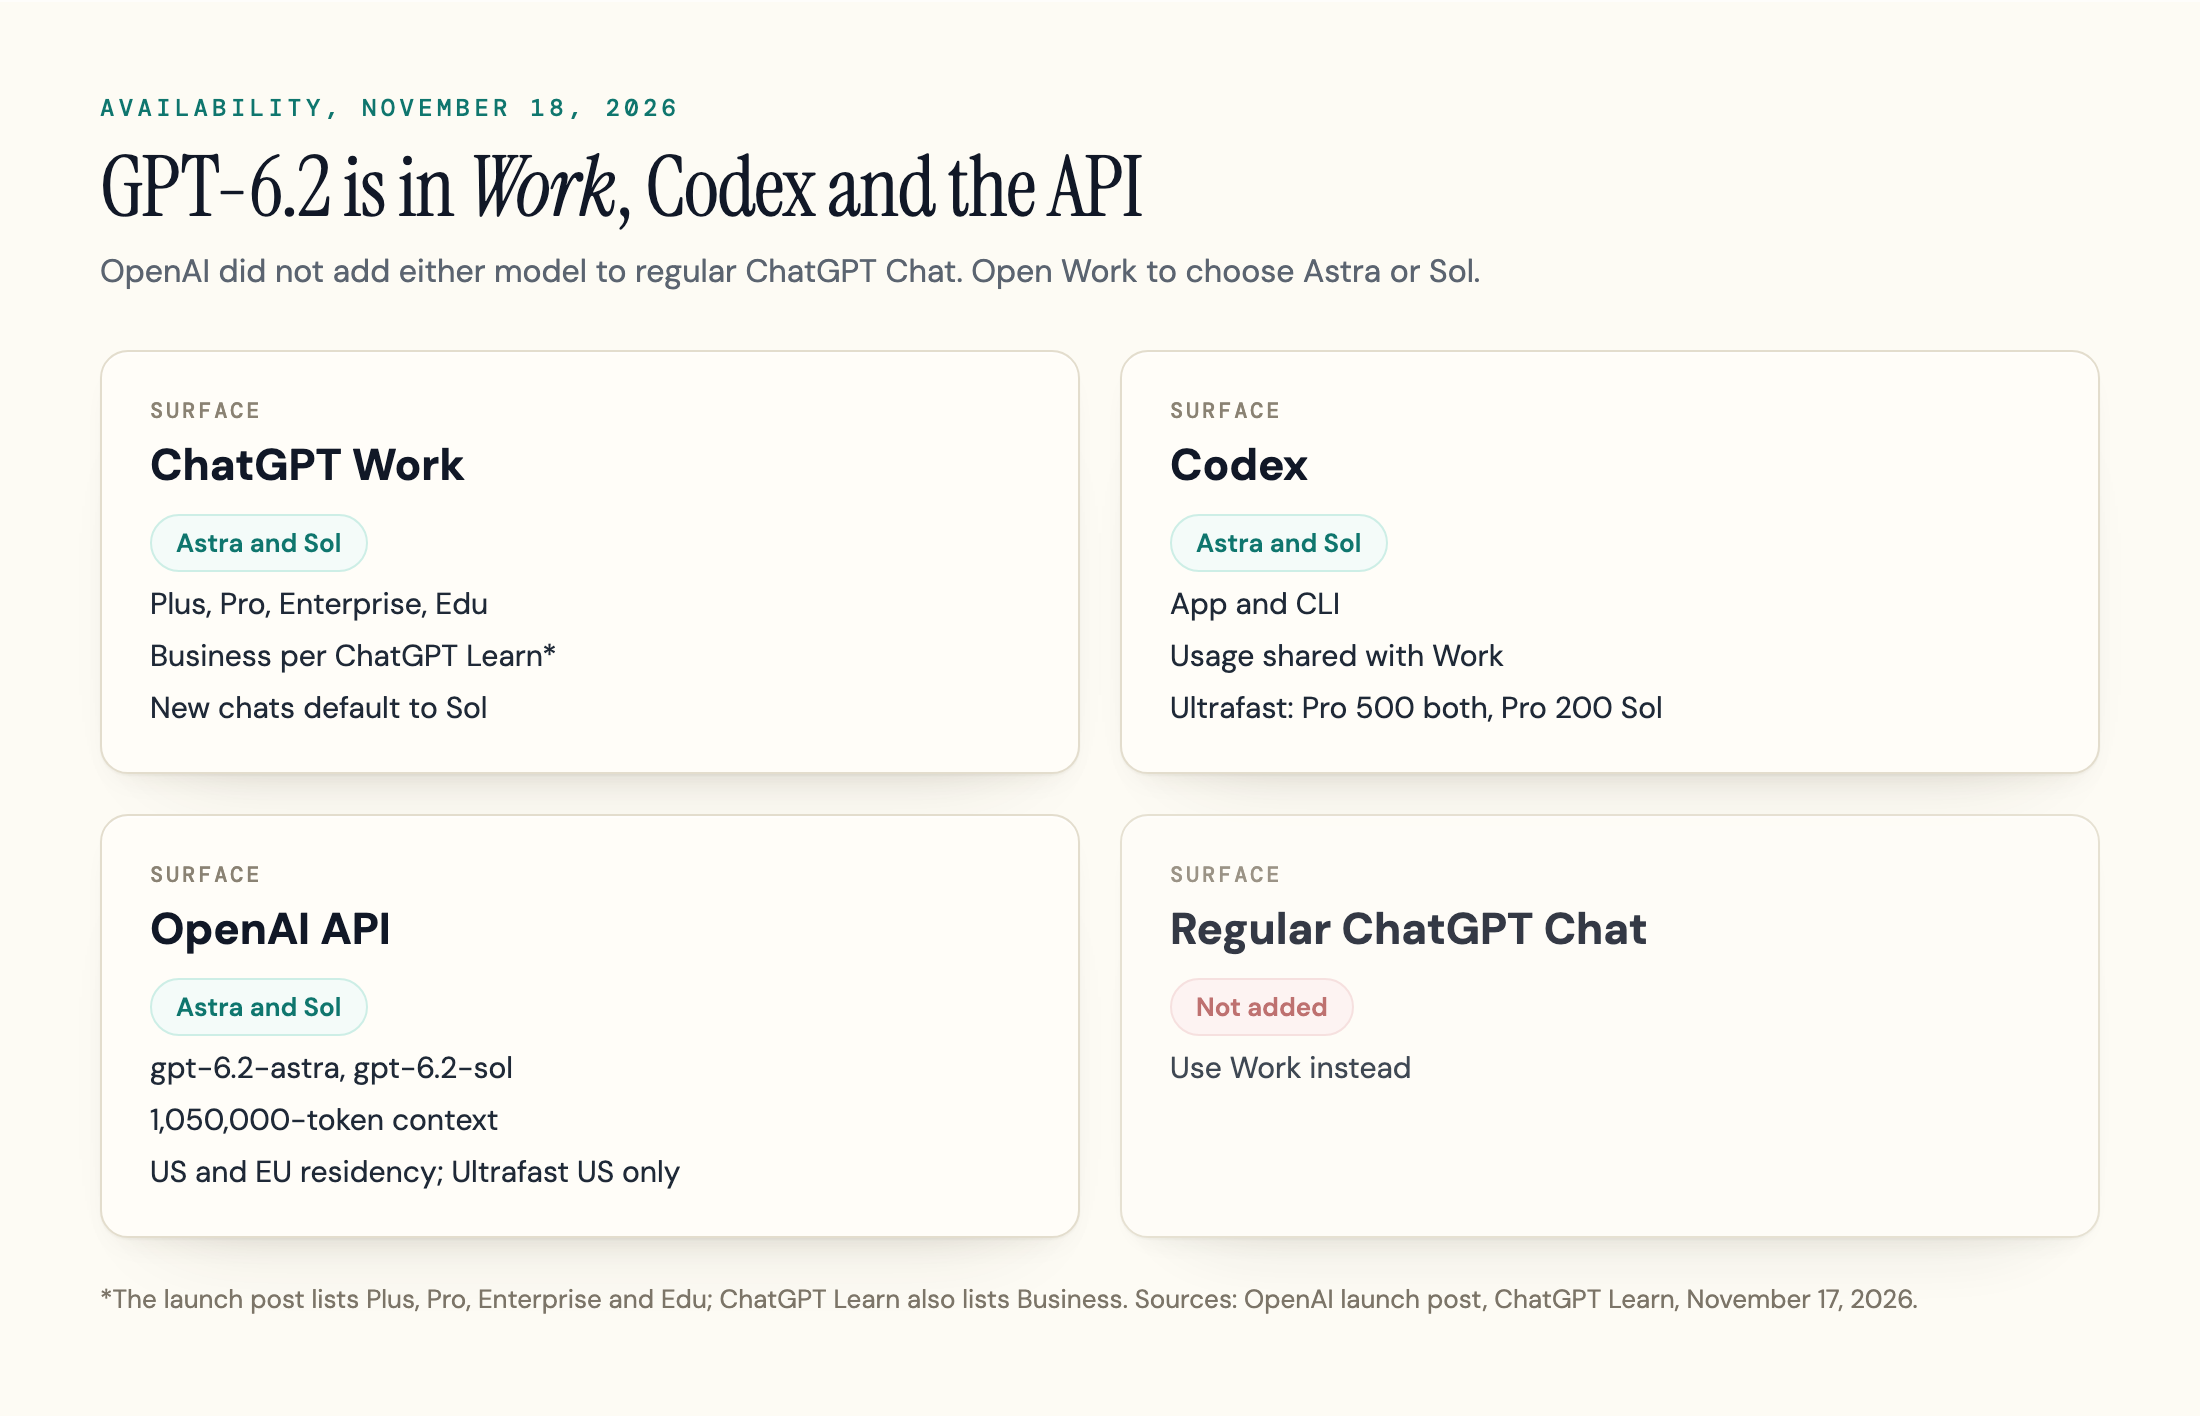 AVAILABILITY, NOVEMBER 18, 2026
GPT-6.2 is in Work, Codex and the API
OpenAI did not add either model to regular ChatGPT Chat. Open Work to choose Astra or Sol.
SURFACE
ChatGPT Work
Astra and Sol
Plus, Pro, Enterprise, Edu
Business per ChatGPT Learn*
New chats default to Sol
SURFACE
Codex
Astra and Sol
App and CLI
Usage shared with Work
Ultrafast: Pro 500 both, Pro 200 Sol
SURFACE
OpenAI API
Astra and Sol
gpt-6.2-astra, gpt-6.2-sol
1,050,000-token context
US and EU residency; Ultrafast US only
SURFACE
Regular ChatGPT Chat
Not added
Use Work instead
*The launch post lists Plus, Pro, Enterprise and Edu; ChatGPT Learn also lists Business. Sources: OpenAI launch post, ChatGPT Learn, November 17, 2026.